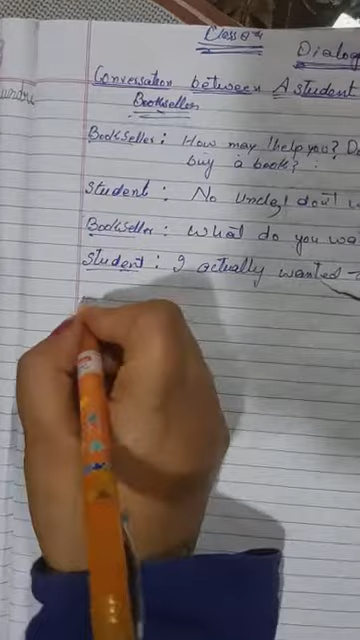 Class 8th
Dialog
Conversation between A student
Bookseller
Bookseller: How may I help you? Do
buy a book?
Student: No Uncle, I don't w
Bookseller: What do you wa
Student: I actually wanted